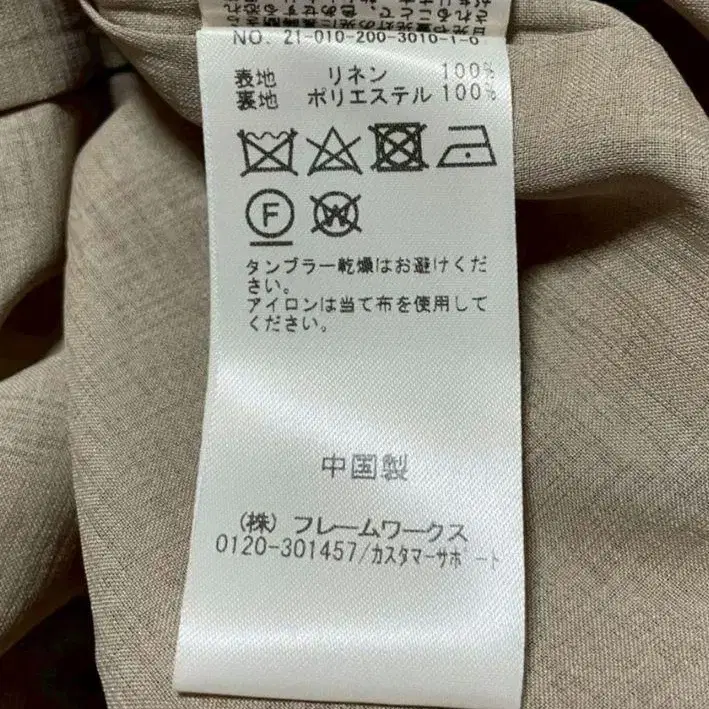 NO. 21-010-200-3010-1-0
表地 リネン 100%
裏地 ポリエステル 100%
F
W
タンブラー乾燥はお避けくだ
さい。
アイロンは当て布を使用して
ください。
中国製
(株) フレームワークス
0120-301457/カスタマーサポート